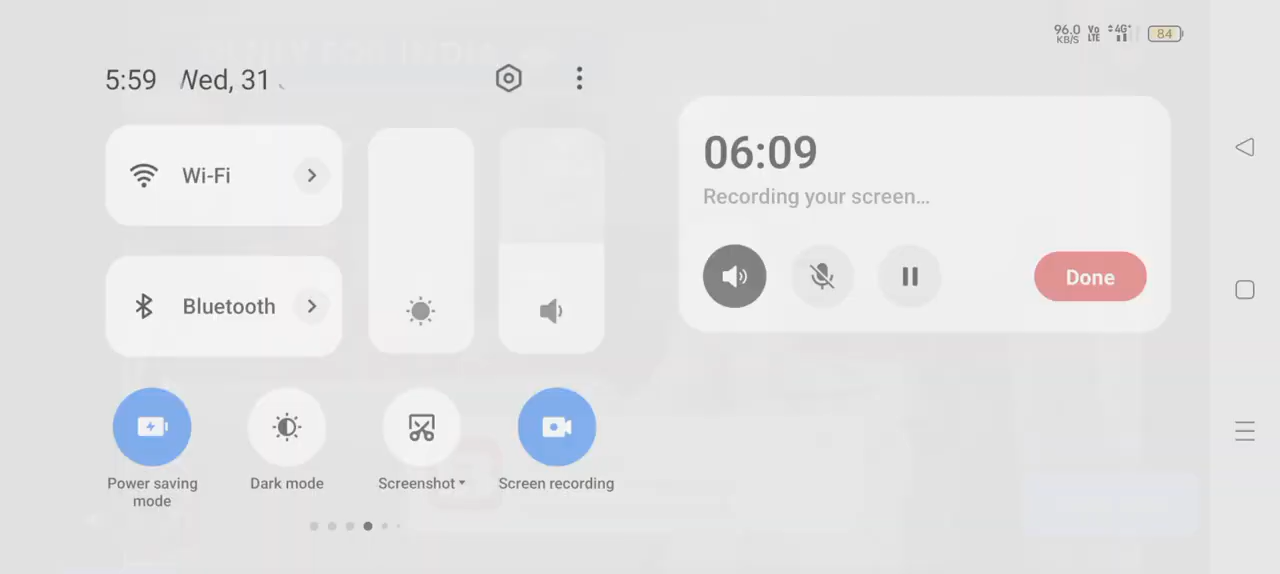 96.0
KB/S
Vo
LTE
4G+
84
5:59 Wed, 31
06:09
Recording your screen...
Done
Wi-Fi
Bluetooth
Power saving
mode
Dark mode
Screenshot
Screen recording